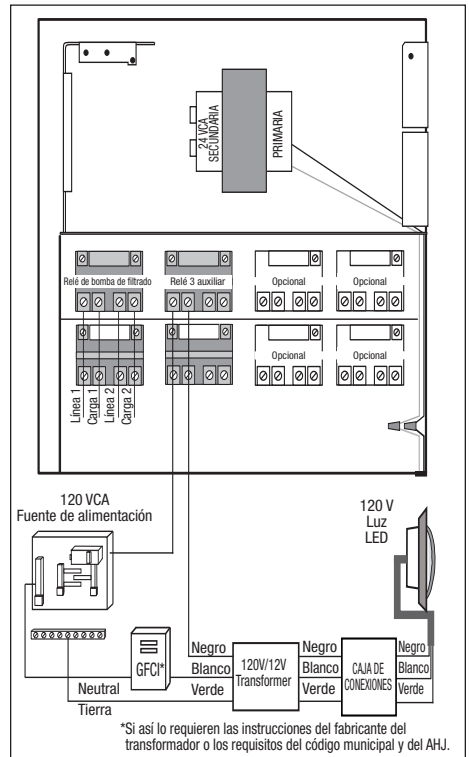 24 VCA
SECUNDARIA
PRIMARIA
Relé de bomba de filtrado
Relé 3 auxiliar
Opcional
Opcional
Opcional
Opcional
Línea 1
Carga 1
Línea 2
Carga 2
120 VCA
Fuente de alimentación
120 V
Luz
LED
GFCI*
Negro
Blanco
Verde
Neutral
Tierra
120V/12V
Transformer
Negro
Blanco
Verde
CAJA DE
CONEXIONES
Negro
Blanco
Verde
*Si así lo requieren las instrucciones del fabricante del
transformador o los requisitos del código municipal y del AHJ.